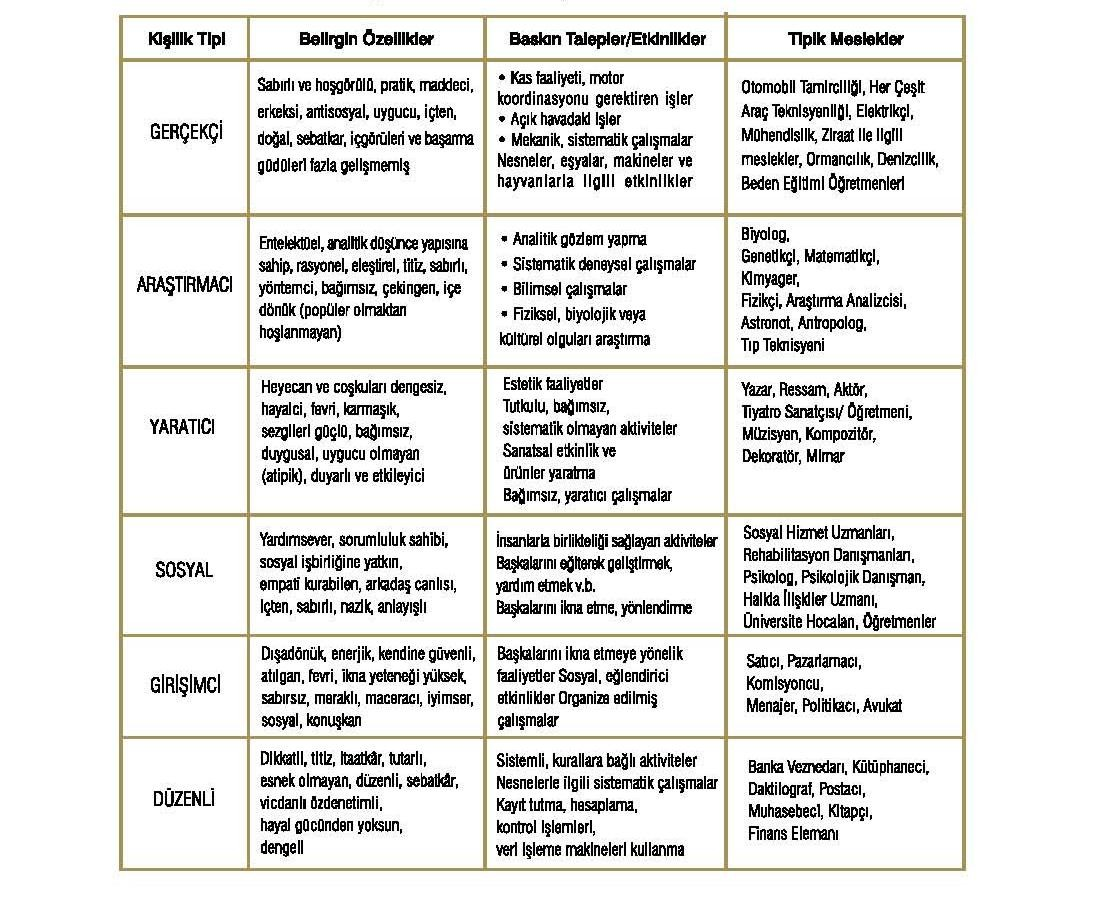 Kişilik Tipi
Belirgin Özellikler
Baskın Talepler/Etkinlikler
Tipik Meslekler
GERÇEKÇİ
Sabırlı ve hoşgörülü, pratik, maddeci,
erkeksi, antisosyal, uygucu, içten,
doğal, sebatkar, içgörüleri ve başarma
güdüleri fazla gelişmemiş
• Kas faaliyeti, motor
koordinasyonu gerektiren işler
• Açık havadaki işler
• Mekanik, sistematik çalışmalar
Nesneler, eşyalar, makineler ve
hayvanlarla ilgili etkinlikler
Otomobil Tamirciliği, Her Çeşit
Araç Teknisyenliği, Elektrikçi,
Mühendislik, Ziraat ile ilgili
meslekler, Ormancılık, Denizcilik,
Beden Eğitimi Öğretmenleri
ARAŞTIRMACI
Entelektüel, analitik düşünce yapısına
sahip, rasyonel, eleştirel, titiz, sabırlı,
yöntemci, bağımsız, çekingen, içe
dönük (popüler olmaktan
hoşlanmayan)
• Analitik gözlem yapma
• Sistematik deneysel çalışmalar
• Bilimsel çalışmalar
• Fiziksel, biyolojik veya
kültürel olguları araştırma
Biyolog,
Genetikçi, Matematikçi,
Kimyager,
Fizikçi, Araştırma Analizcisi,
Astronot, Antropolog,
Tıp Teknisyeni
YARATICI
Heyecan ve coşkuları dengesiz,
hayalci, fevri, karmaşık,
sezgileri güçlü, bağımsız,
duygusal, uygucu olmayan
(atipik), duyarlı ve etkileyici
Estetik faaliyetler
Tutkulu, bağımsız,
sistematik olmayan aktiviteler
Sanatsal etkinlik ve
ürünler yaratma
Bağımsız, yaratıcı çalışmalar
Yazar, Ressam, Aktör,
Tiyatro Sanatçısı/ Öğretmeni,
Müzisyen, Kompozitör,
Dekoratör, Mimar
SOSYAL
Yardımsever, sorumluluk sahibi,
sosyal işbirliğine yatkın,
empati kurabilen, arkadaş canlısı,
içten, sabırlı, nazik, anlayışlı
İnsanlarla birlikteliği sağlayan aktiviteler
Başkalarını eğiterek geliştirmek,
yardım etmek v.b.
Başkalarını ikna etme, yönlendirme
Sosyal Hizmet Uzmanları,
Rehabilitasyon Danışmanları,
Psikolog, Psikolojik Danışman,
Halkla İlişkiler Uzmanı,
Üniversite Hocaları, Öğretmenler
GİRİŞİMCİ
Dışadönük, enerjik, kendine güvenli,
atılgan, fevri, ikna yeteneği yüksek,
sabırsız, meraklı, maceracı, iyimser,
sosyal, konuşkan
Başkalarını ikna etmeye yönelik
faaliyetler Sosyal, eğlendirici
etkinlikler Organize edilmiş
çalışmalar
Satıcı, Pazarlamacı,
Komisyoncu,
Menajer, Politikacı, Avukat
DÜZENLİ
Dikkatli, titiz, itaatkâr, tutarlı,
esnek olmayan, düzenli, sebatkâr,
vicdanlı özdenetimli,
hayal gücünden yoksun,
dengeli
Sistemli, kurallara bağlı aktiviteler
Nesnelerle ilgili sistematik çalışmalar
Kayıt tutma, hesaplama,
kontrol işlemleri,
veri işleme makineleri kullanma
Banka Veznedarı, Kütüphaneci,
Daktilograf, Postacı,
Muhasebeci, Kitapçı,
Finans Elemanı